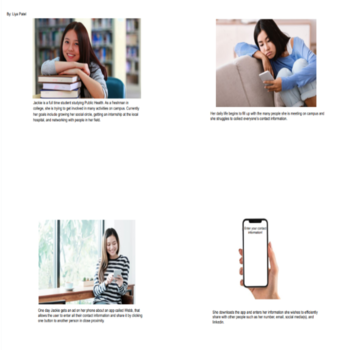 By: Liya Patel
Jackie is a full time student studying Public Health. As a freshman in
college, she is trying to get involved in many activities on campus. Currently,
her goals include growing her social circle, getting an internship at the local
hospital, and networking with people in her field.
Her daily life begins to fill up with the many people she is meeting on campus and
she struggles to collect everyone's contact information.
One day Jackie gets an ad on her phone about an app called that
allows the user to enter all their contact information and share it by clicking
one button to another person in close proximity.
Enter your contact
information!
She downloads the app and enters her information she wishes to efficiently
share with other people such as her number, email, social media(s), and
linkedin.